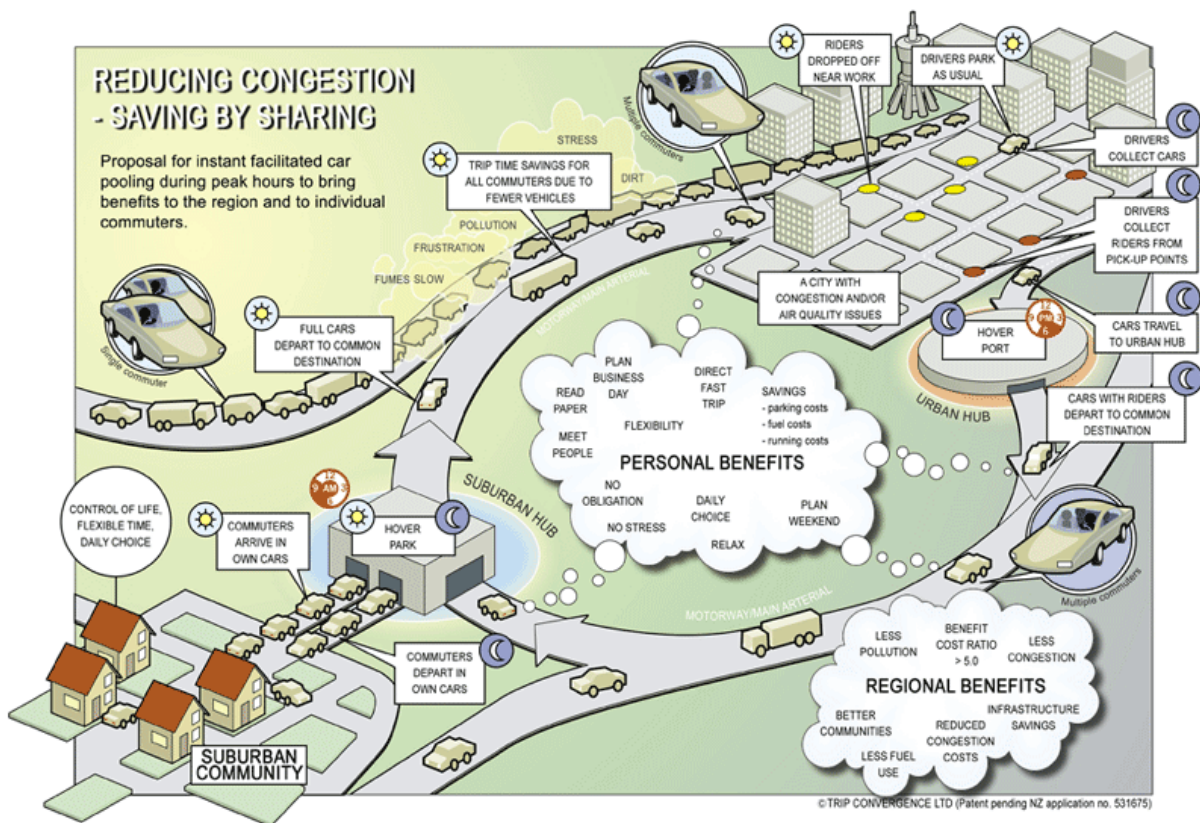 REDUCING CONGESTION
- SAVING BY SHARING
Proposal for instant facilitated car
pooling during peak hours to bring
benefits to the region and to individual
commuters.
Single commuter
FULL CARS
DEPART TO COMMON
DESTINATION
FUMES SLOW
FRUSTRATION
POLLUTION
DIRT
STRESS
TRIP TIME SAVINGS FOR
ALL COMMUTERS DUE TO
FEWER VEHICLES
MOTORWAY/MAIN ARTERIAL
Multiple commuters
RIDERS
DROPPED OFF
NEAR WORK
DRIVERS PARK
AS USUAL
DRIVERS
COLLECT CARS
DRIVERS
COLLECT
RIDERS FROM
PICK-UP POINTS
A CITY WITH
CONGESTION AND/OR
AIR QUALITY ISSUES
CARS TRAVEL
TO URBAN HUB
HOVER
PORT
12
9 PM 3
6
URBAN HUB
CARS WITH RIDERS
DEPART TO COMMON
DESTINATION
PLAN
BUSINESS
DAY
DIRECT
FAST
TRIP
READ
PAPER
SAVINGS
- parking costs
- fuel costs
- running costs
FLEXIBILITY
MEET
PEOPLE
PERSONAL BENEFITS
NO
OBLIGATION
DAILY
CHOICE
PLAN
WEEKEND
NO STRESS
RELAX
CONTROL OF LIFE,
FLEXIBLE TIME,
DAILY CHOICE
12
9 AM 3
6
COMMUTERS
ARRIVE IN
OWN CARS
HOVER
PARK
SUBURBAN HUB
COMMUTERS
DEPART IN
OWN CARS
SUBURBAN
COMMUNITY
MOTORWAY/MAIN ARTERIAL
Multiple commuters
LESS
POLLUTION
BENEFIT
COST RATIO
> 5.0
LESS
CONGESTION
REGIONAL BENEFITS
BETTER
COMMUNITIES
REDUCED
CONGESTION
COSTS
INFRASTRUCTURE
SAVINGS
LESS FUEL
USE
© TRIP CONVERGENCE LTD (Patent pending NZ application no. 531675)